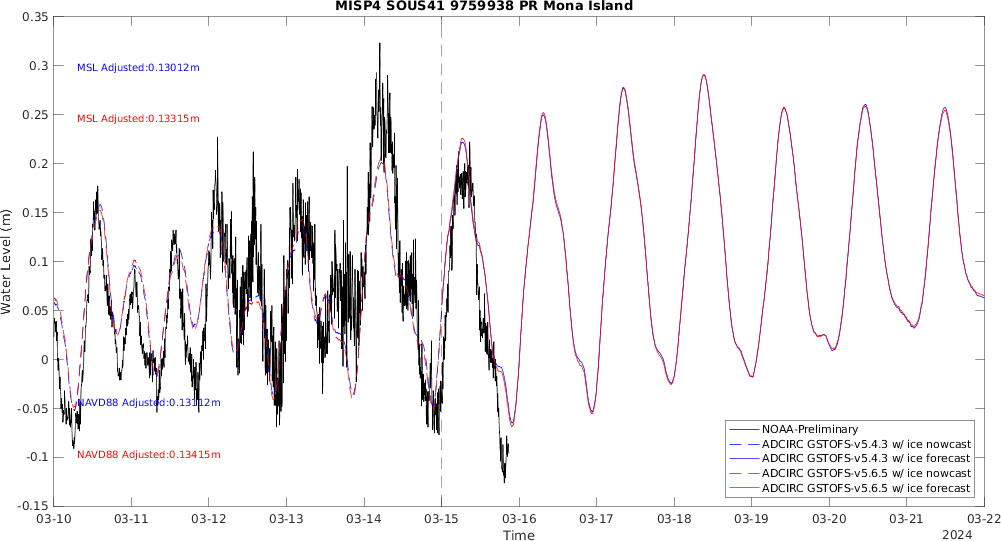 MISP4 SOUS41 9759938 PR Mona Island
0.35
0.3
0.25
0.2
0.15
0.1
0.05
0
-0.05
-0.1
-0.15
Water Level (m)
MSL Adjusted:0.13012m
MSL Adjusted:0.13315m
NAVD88 Adjusted:0.13112m
NAVD88 Adjusted:0.13415m
NOAA-Preliminary
ADCIRC GSTOFS-v5.4.3 w/ ice nowcast
ADCIRC GSTOFS-v5.4.3 w/ ice forecast
ADCIRC GSTOFS-v5.6.5 w/ ice nowcast
ADCIRC GSTOFS-v5.6.5 w/ ice forecast
03-10 03-11 03-12 03-13 03-14 03-15 03-16 03-17 03-18 03-19 03-20 03-21 03-22
Time
2024